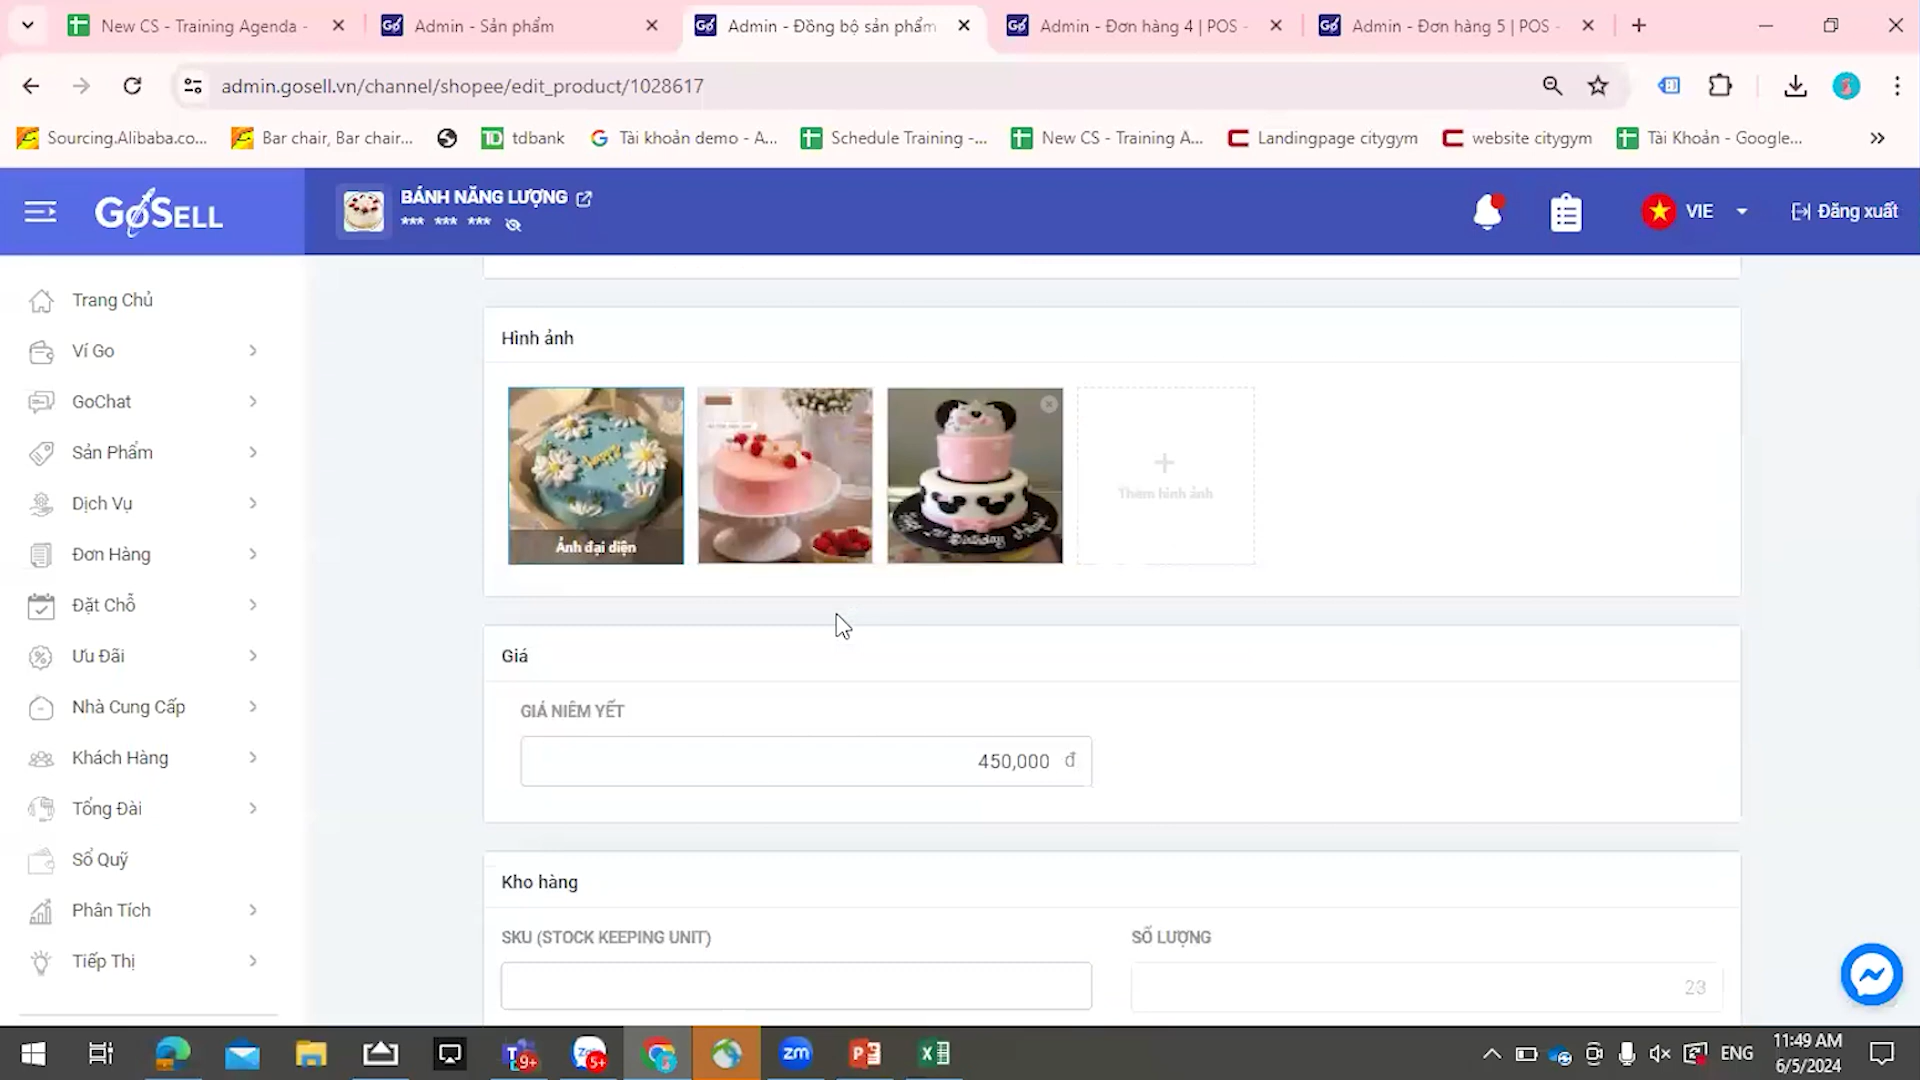 New CS - Training Agenda -
Admin - Sản phẩm
Admin - Đồng bộ sản phẩm
Admin - Đơn hàng 4 | POS -
Admin - Đơn hàng 5 | POS -
admin.gosell.vn/channel/shopee/edit_product/1028617
Sourcing.Alibaba.co...
Bar chair, Bar chair...
tdbank
Tài khoản demo - A...
Schedule Training -...
New CS - Training A...
Landingpage citygym
website citygym
Tài Khoản - Google...
GoSELL
BÁNH NĂNG LƯỢNG
*** *** ***
VIE
Đăng xuất
Trang Chủ
Ví Go
GoChat
Sản Phẩm
Dịch Vụ
Đơn Hàng
Đặt Chỗ
Ưu Đãi
Nhà Cung Cấp
Khách Hàng
Tổng Đài
Sổ Quỹ
Phân Tích
Tiếp Thị
Hình ảnh
Ảnh đại diện
Thêm hình ảnh
Giá
GIÁ NIÊM YẾT
450,000 đ
Kho hàng
SKU (STOCK KEEPING UNIT)
SỐ LƯỢNG
23
ENG
11:49 AM
6/5/2024